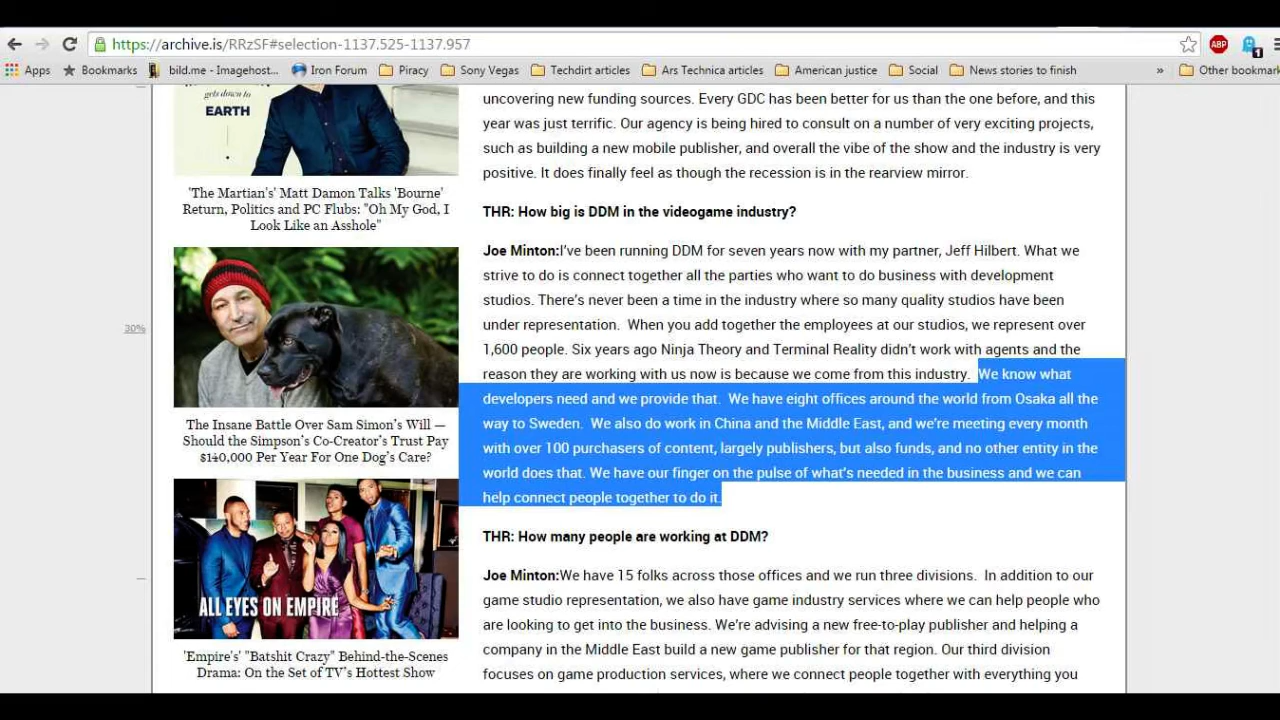 https://archive.is/RRzSF#selection-1137.525-1137.957
ABP
1
Apps
Bookmarks
bild.me - Imagehost...
Iron Forum
Piracy
Sony Vegas
Techdirt articles
Ars Technica articles
American justice
Social
News stories to finish
»
Other bookmark
gets down to
EARTH
'The Martian's' Matt Damon Talks 'Bourne'
Return, Politics and PC Flubs: "Oh My God, I
Look Like an Asshole"
30%
The Insane Battle Over Sam Simon's Will —
Should the Simpson's Co-Creator's Trust Pay
$140,000 Per Year For One Dog's Care?
ALL EYES ON EMPIRE
'Empire's' "Batshit Crazy" Behind-the-Scenes
Drama: On the Set of TV's Hottest Show
uncovering new funding sources. Every GDC has been better for us than the one before, and this
year was just terrific. Our agency is being hired to consult on a number of very exciting projects,
such as building a new mobile publisher, and overall the vibe of the show and the industry is very
positive. It does finally feel as though the recession is in the rearview mirror.
THR: How big is DDM in the videogame industry?
Joe Minton:I've been running DDM for seven years now with my partner, Jeff Hilbert. What we
strive to do is connect together all the parties who want to do business with development
studios. There's never been a time in the industry where so many quality studios have been
under representation. When you add together the employees at our studios, we represent over
1,600 people. Six years ago Ninja Theory and Terminal Reality didn't work with agents and the
reason they are working with us now is because we come from this industry. We know what
developers need and we provide that. We have eight offices around the world from Osaka all the
way to Sweden. We also do work in China and the Middle East, and we're meeting every month
with over 100 purchasers of content, largely publishers, but also funds, and no other entity in the
world does that. We have our finger on the pulse of what's needed in the business and we can
help connect people together to do it.
THR: How many people are working at DDM?
Joe Minton:We have 15 folks across those offices and we run three divisions. In addition to our
game studio representation, we also have game industry services where we can help people who
are looking to get into the business. We're advising a new free-to-play publisher and helping a
company in the Middle East build a new game publisher for that region. Our third division
focuses on game production services, where we connect people together with everything you